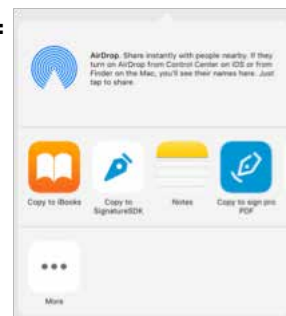 :
AirDrop. Share instantly with people nearby. If they
turn on AirDrop from Control Center on iOS or from
Finder on the Mac, you'll see their names here. Just
tap to share.
Copy to iBooks
Copy to
SignatureSDK
Notes
Copy to sign pro
PDF
More